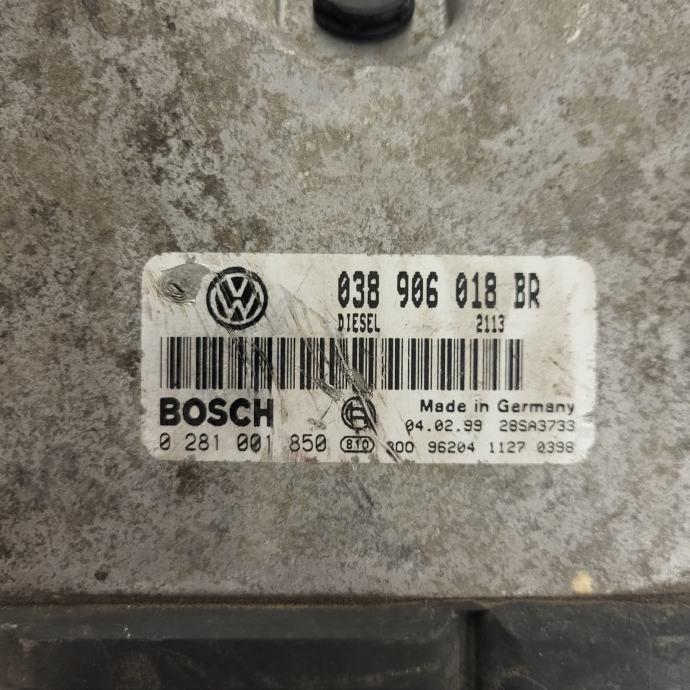 038 906 018 BR
DIESEL 2113
BOSCH Made in Germany
04.02.99 28SA3733
0 281 001 850 810 96204 1127 0398